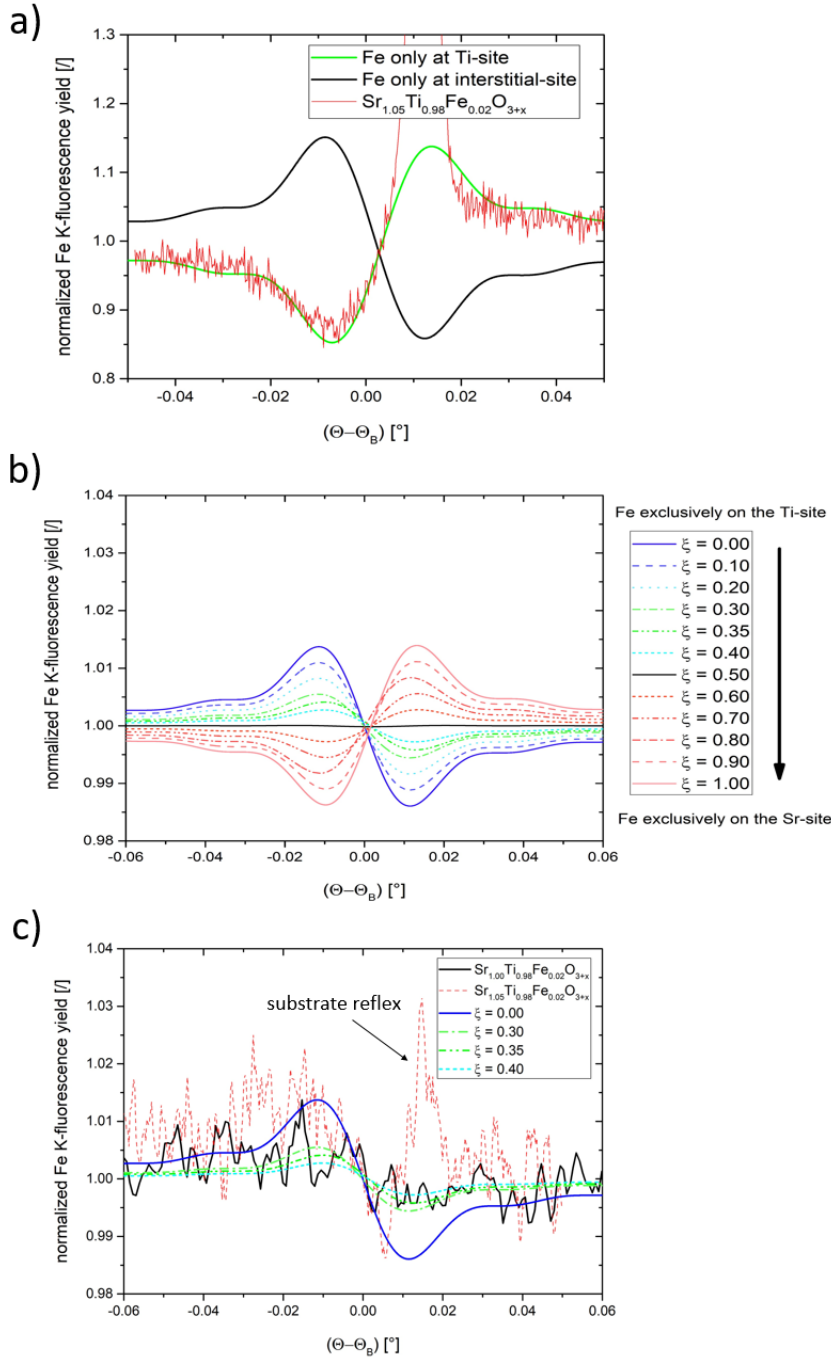 a)
1.3
1.2
1.1
1.0
0.9
0.8
normalized Fe K-fluorescence yield [/]
Fe only at Ti-site
Fe only at interstitial-site
Sr1.05Ti0.98Fe0.02O3+x
-0.04 -0.02 0.00 0.02 0.04
(Θ−ΘB) [°]
b)
1.04
1.03
1.02
1.01
1.00
0.99
0.98
normalized Fe K-fluorescence yield [/]
-0.06 -0.04 -0.02 0.00 0.02 0.04 0.06
(Θ−ΘB) [°]
Fe exclusively on the Ti-site
ξ = 0.00
ξ = 0.10
ξ = 0.20
ξ = 0.30
ξ = 0.35
ξ = 0.40
ξ = 0.50
ξ = 0.60
ξ = 0.70
ξ = 0.80
ξ = 0.90
ξ = 1.00
Fe exclusively on the Sr-site
c)
1.04
1.03
1.02
1.01
1.00
0.99
0.98
normalized Fe K-fluorescence yield [/]
Sr1.00Ti0.98Fe0.02O3+x
Sr1.05Ti0.98Fe0.02O3+x
ξ = 0.00
ξ = 0.30
ξ = 0.35
ξ = 0.40
substrate reflex
-0.06 -0.04 -0.02 0.00 0.02 0.04 0.06
(Θ−ΘB) [°]